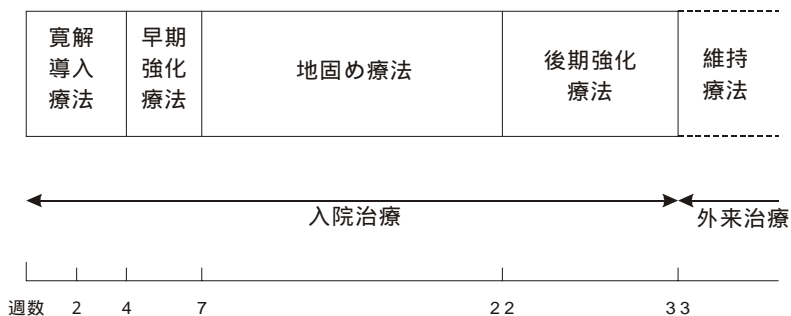 寛解
導入
療法
早期
強化
療法
地固め療法
後期強化
療法
維持
療法
入院治療
外来治療
週数 2 4 7 22 33